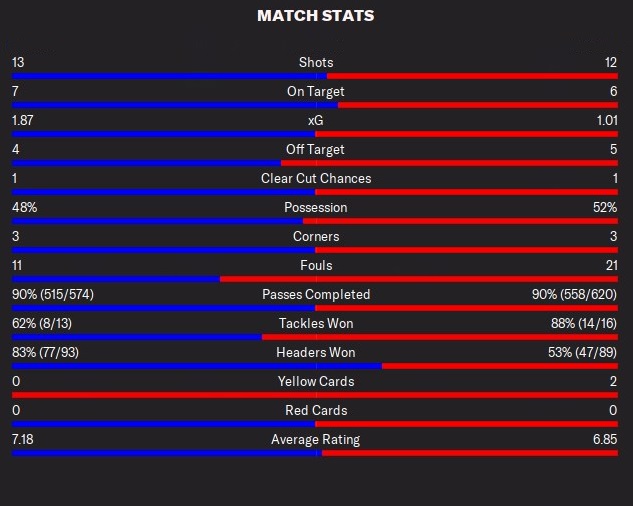 MATCH STATS
13 Shots 12
7 On Target 6
1.87 xG 1.01
4 Off Target 5
1 Clear Cut Chances 1
48% Possession 52%
3 Corners 3
11 Fouls 21
90% (515/574) Passes Completed 90% (558/620)
62% (8/13) Tackles Won 88% (14/16)
83% (77/93) Headers Won 53% (47/89)
0 Yellow Cards 2
0 Red Cards 0
7.18 Average Rating 6.85